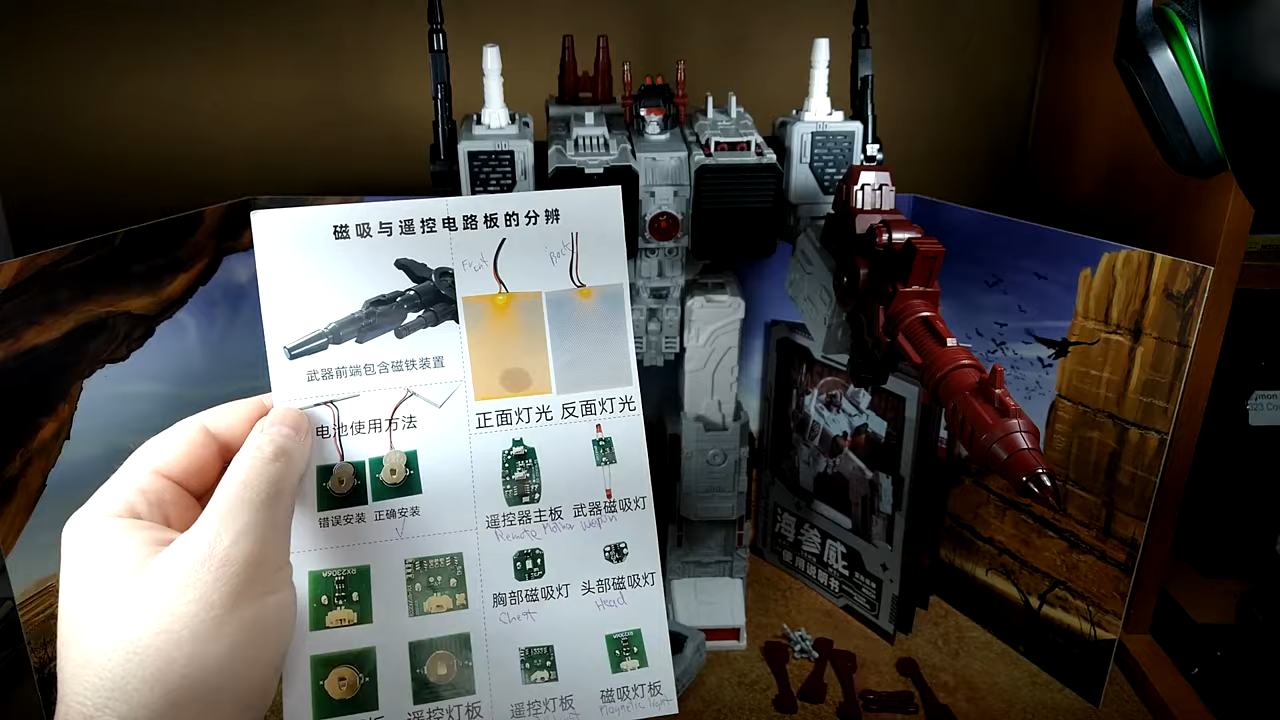 磁吸与遥控电路板的分辨
Front
Back
武器前端包含磁铁装置
正面灯光 反面灯光
电池使用方法
错误安装 正确安装
遥控器主板 武器磁吸灯
Remote Mother Weapon
胸部磁吸灯 头部磁吸灯
Chest
Head
RX2306A
遥控灯板
遥控灯板 磁吸灯板
Magnetic light
海参威
使用说明书